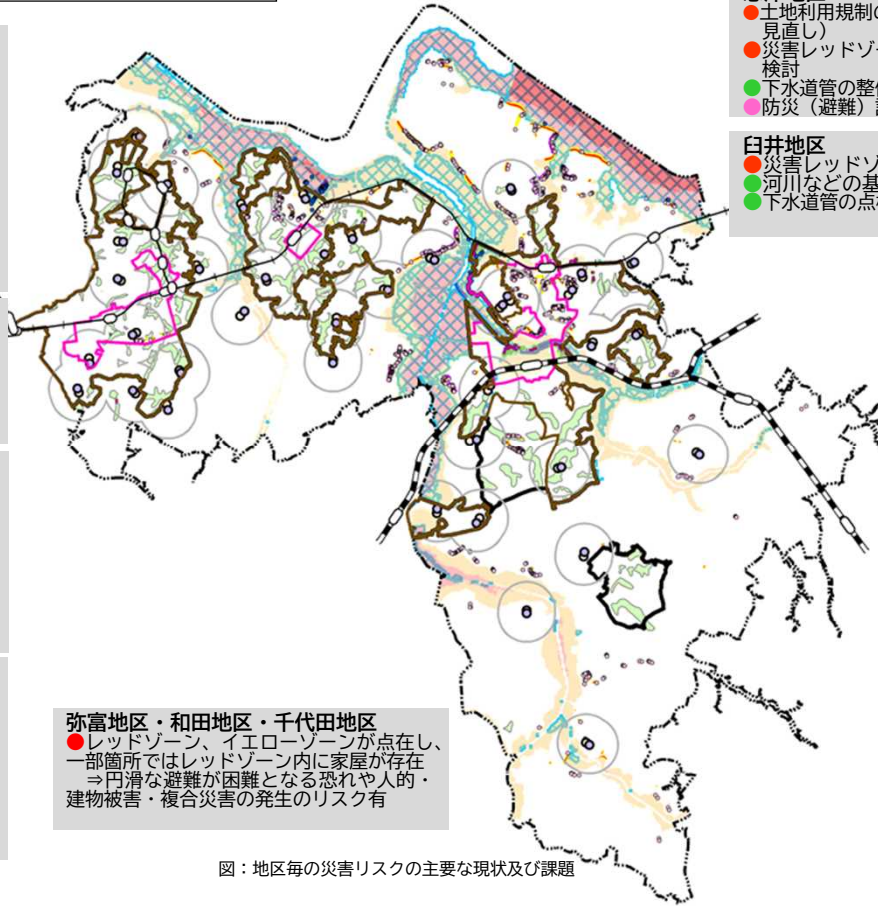 ●土地利用規制の
見直し）
●災害レッドゾ
検討
●下水道管の整
●防災（避難）
臼井地区
●災害レッドゾ
●河川などの基
●下水道管の点
弥富地区・和田地区・千代田地区
●レッドゾーン、イエローゾーンが点在し、
一部箇所ではレッドゾーン内に家屋が存在
⇒円滑な避難が困難となる恐れや人的・
建物被害・複合災害の発生のリスク有
図：地区毎の災害リスクの主要な現状及び課題